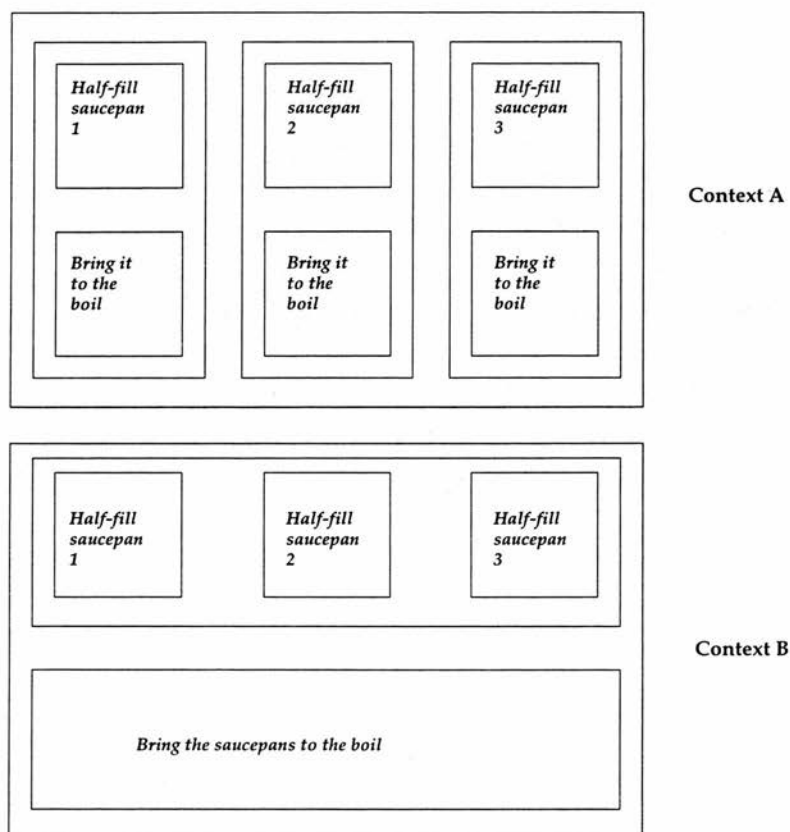 Half-fill
saucepan
1
Half-fill
saucepan
2
Half-fill
saucepan
3
Context A
Bring it
to the
boil
Bring it
to the
boil
Bring it
to the
boil
Half-fill
saucepan
1
Half-fill
saucepan
2
Half-fill
saucepan
3
Context B
Bring the saucepans to the boil